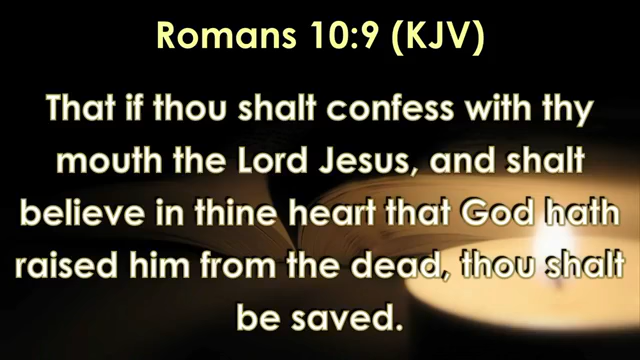 Romans 10:9 (KJV)
That if thou shalt confess with thy
mouth the Lord Jesus, and shalt
believe in thine heart that God hath
raised him from the dead, thou shalt
be saved.